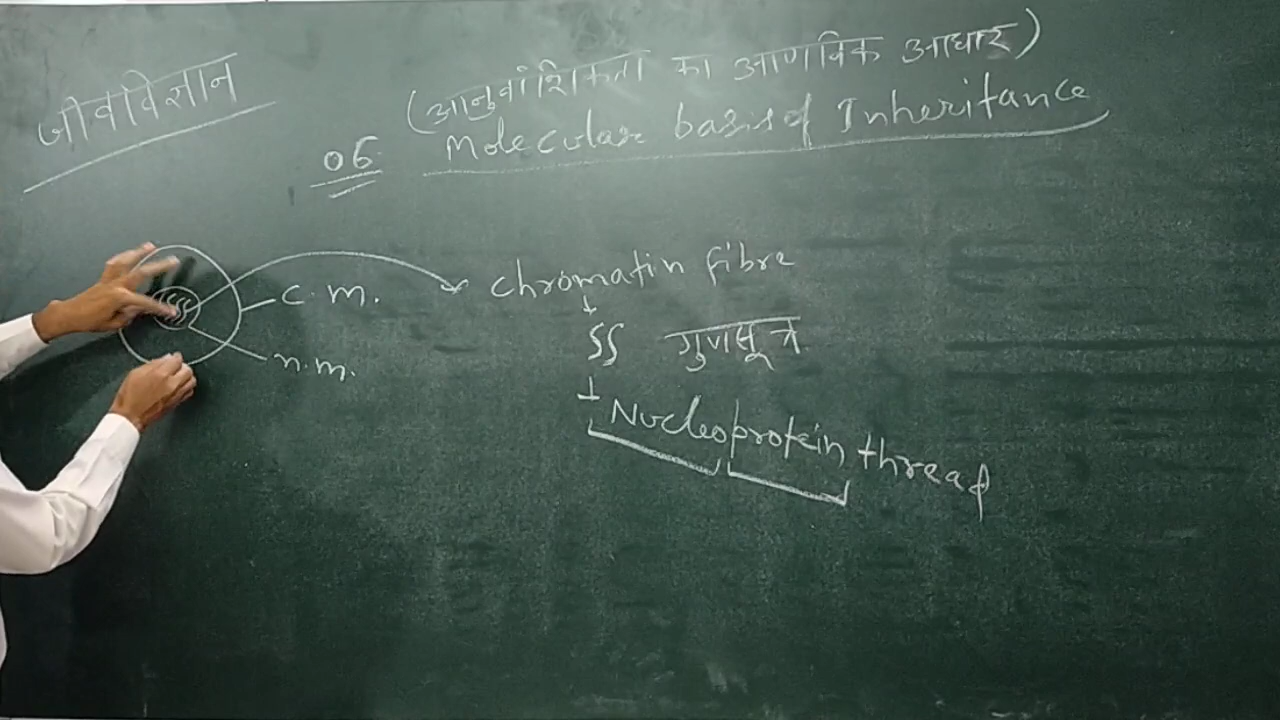 जीवविज्ञान
(आनुवांशिकता का आणविक आधार)
06. Molecular basis of Inheritance
chromatin fibre
c.m.
गुणसूत्र
n.m.
Nucleoprotein thread